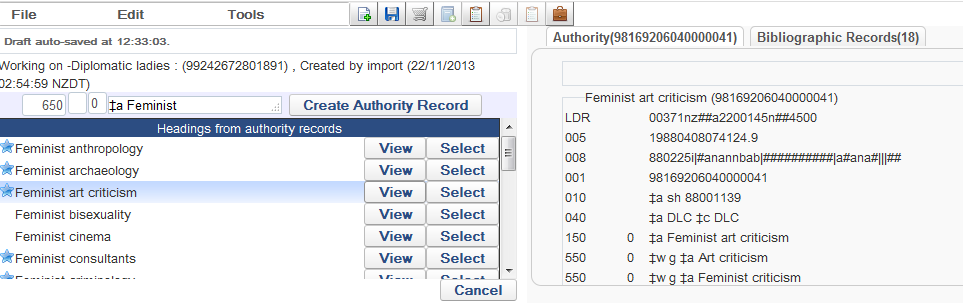 File Edit Tools
Draft auto-saved at 12:33:03.
Working on -Diplomatic ladies : (99242672801891) , Created by import (22/11/2013
02:54:59 NZDT)
650 0 ‡a Feminist Create Authority Record
Headings from authority records
Feminist anthropology View Select
Feminist archaeology View Select
Feminist art criticism View Select
Feminist bisexuality View Select
Feminist cinema View Select
Feminist consultants View Select
Feminist criminology View Select
Cancel
Authority(98169206040000041) Bibliographic Records(18)
Feminist art criticism (98169206040000041)
LDR 00371nz##a2200145n##4500
005 19880408074124.9
008 880225i|#anannbab|##########|a#ana#|||##
001 98169206040000041
010 ‡a sh 88001139
040 ‡a DLC ‡c DLC
150 0 ‡a Feminist art criticism
550 0 ‡w g ‡a Art criticism
550 0 ‡w g ‡a Feminist criticism